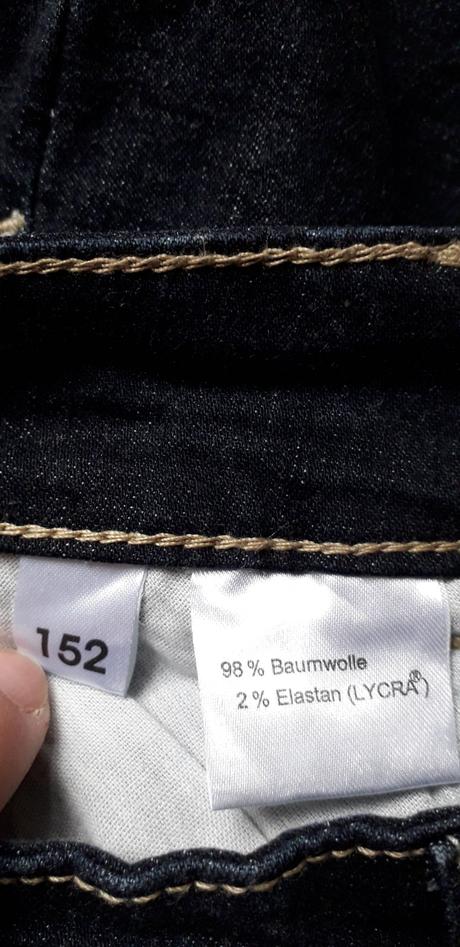 152
98 % Baumwolle
2 % Elastan (LYCRA®)